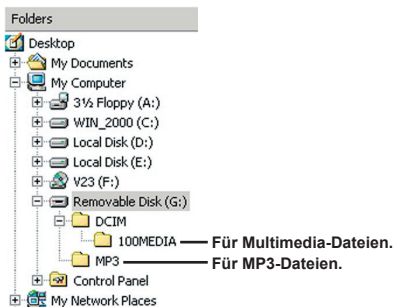 Folders
Desktop
My Documents
My Computer
3½ Floppy (A:)
WIN_2000 (C:)
Local Disk (D:)
Local Disk (E:)
V23 (F:)
Removable Disk (G:)
DCIM
100MEDIA Für Multimedia-Dateien.
MP3 Für MP3-Dateien.
Control Panel
My Network Places